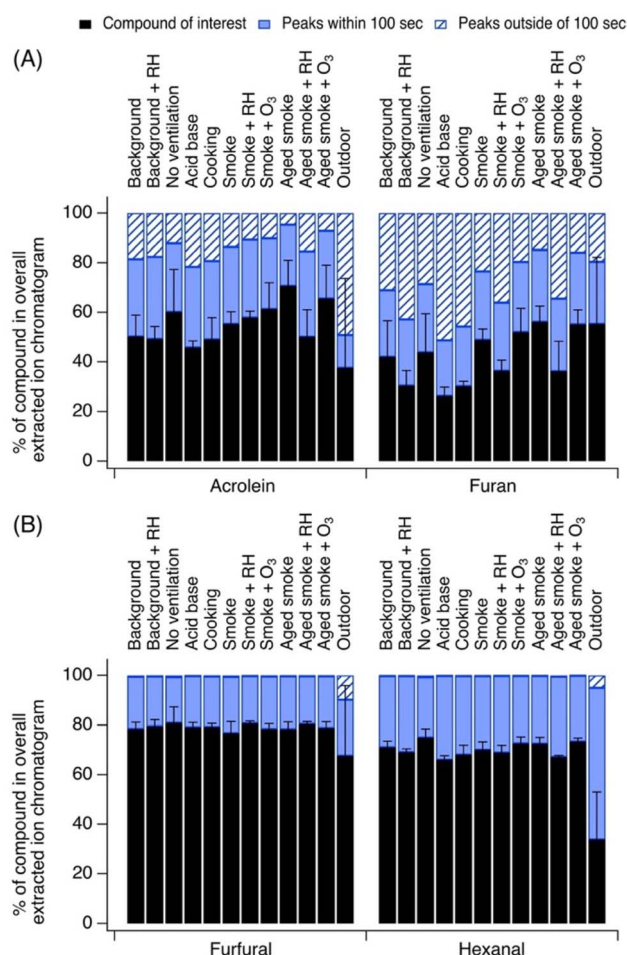 Compound of interest Peaks within 100 sec Peaks outside of 100 sec
(A)
Background
Background + RH
No ventilation
Acid base
Cooking
Smoke
Smoke + RH
Smoke + O3
Aged smoke
Aged smoke + RH
Aged smoke + O3
Outdoor
Background
Background + RH
No ventilation
Acid base
Cooking
Smoke
Smoke + RH
Smoke + O3
Aged smoke
Aged smoke + RH
Aged smoke + O3
Outdoor
% of compound in overall
extracted ion chromatogram
100
80
60
40
20
0
Acrolein Furan
(B)
Background
Background + RH
No ventilation
Acid base
Cooking
Smoke
Smoke + RH
Smoke + O3
Aged smoke
Aged smoke + RH
Aged smoke + O3
Outdoor
Background
Background + RH
No ventilation
Acid base
Cooking
Smoke
Smoke + RH
Smoke + O3
Aged smoke
Aged smoke + RH
Aged smoke + O3
Outdoor
% of compound in overall
extracted ion chromatogram
100
80
60
40
20
0
Furfural Hexanal